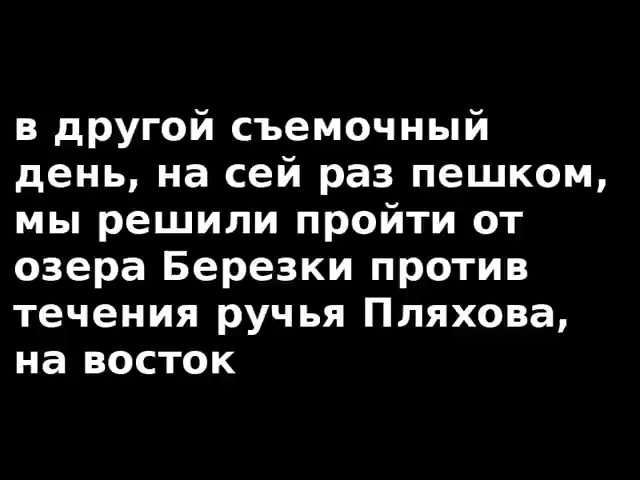 в другой съемочный
день, на сей раз пешком,
мы решили пройти от
озера Березки против
течения ручья Пляхова,
на восток